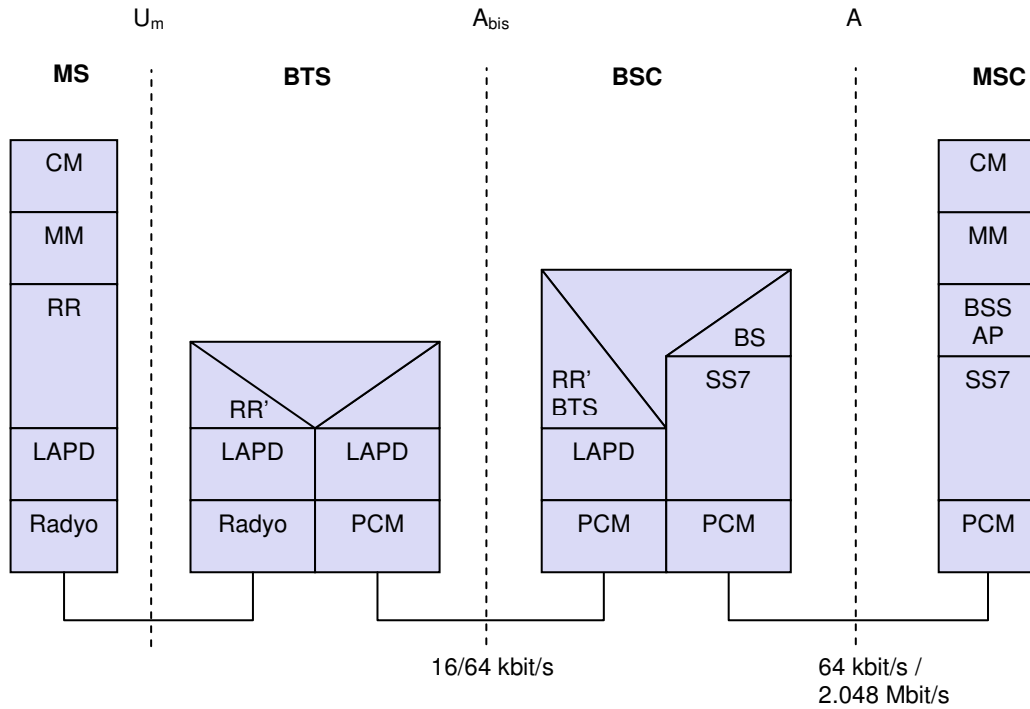 Um Abis A
MS BTS BSC MSC
CM CM
MM MM
RR BSS
AP
BS
RR' SS7 SS7
BTS
RR'
LAPD LAPD LAPD LAPD
Radyo Radyo PCM PCM PCM PCM
16/64 kbit/s 64 kbit/s /
2.048 Mbit/s